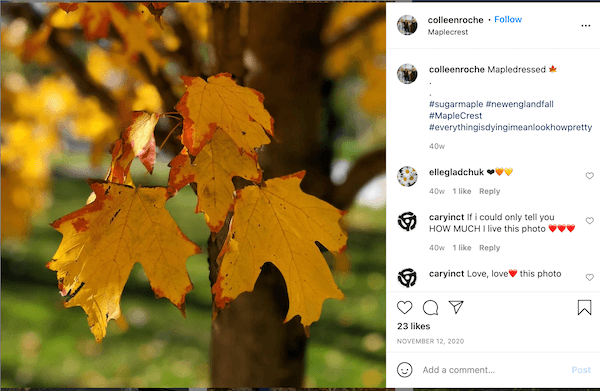 colleenroche • Follow
Maplecrest
colleenroche Mapledressed 🍁
.
.
#sugarmaple #newenglandfall
#MapleCrest
#everythingisdyingimeanlookhowpretty
40w
ellegladchuk ❤🧡💛
40w 1 like Reply
caryinct If i could only tell you
HOW MUCH I live this photo ❤️❤️❤️
40w 1 like Reply
caryinct Love, love❤️ this photo
23 likes
NOVEMBER 12, 2020
Add a comment... Post